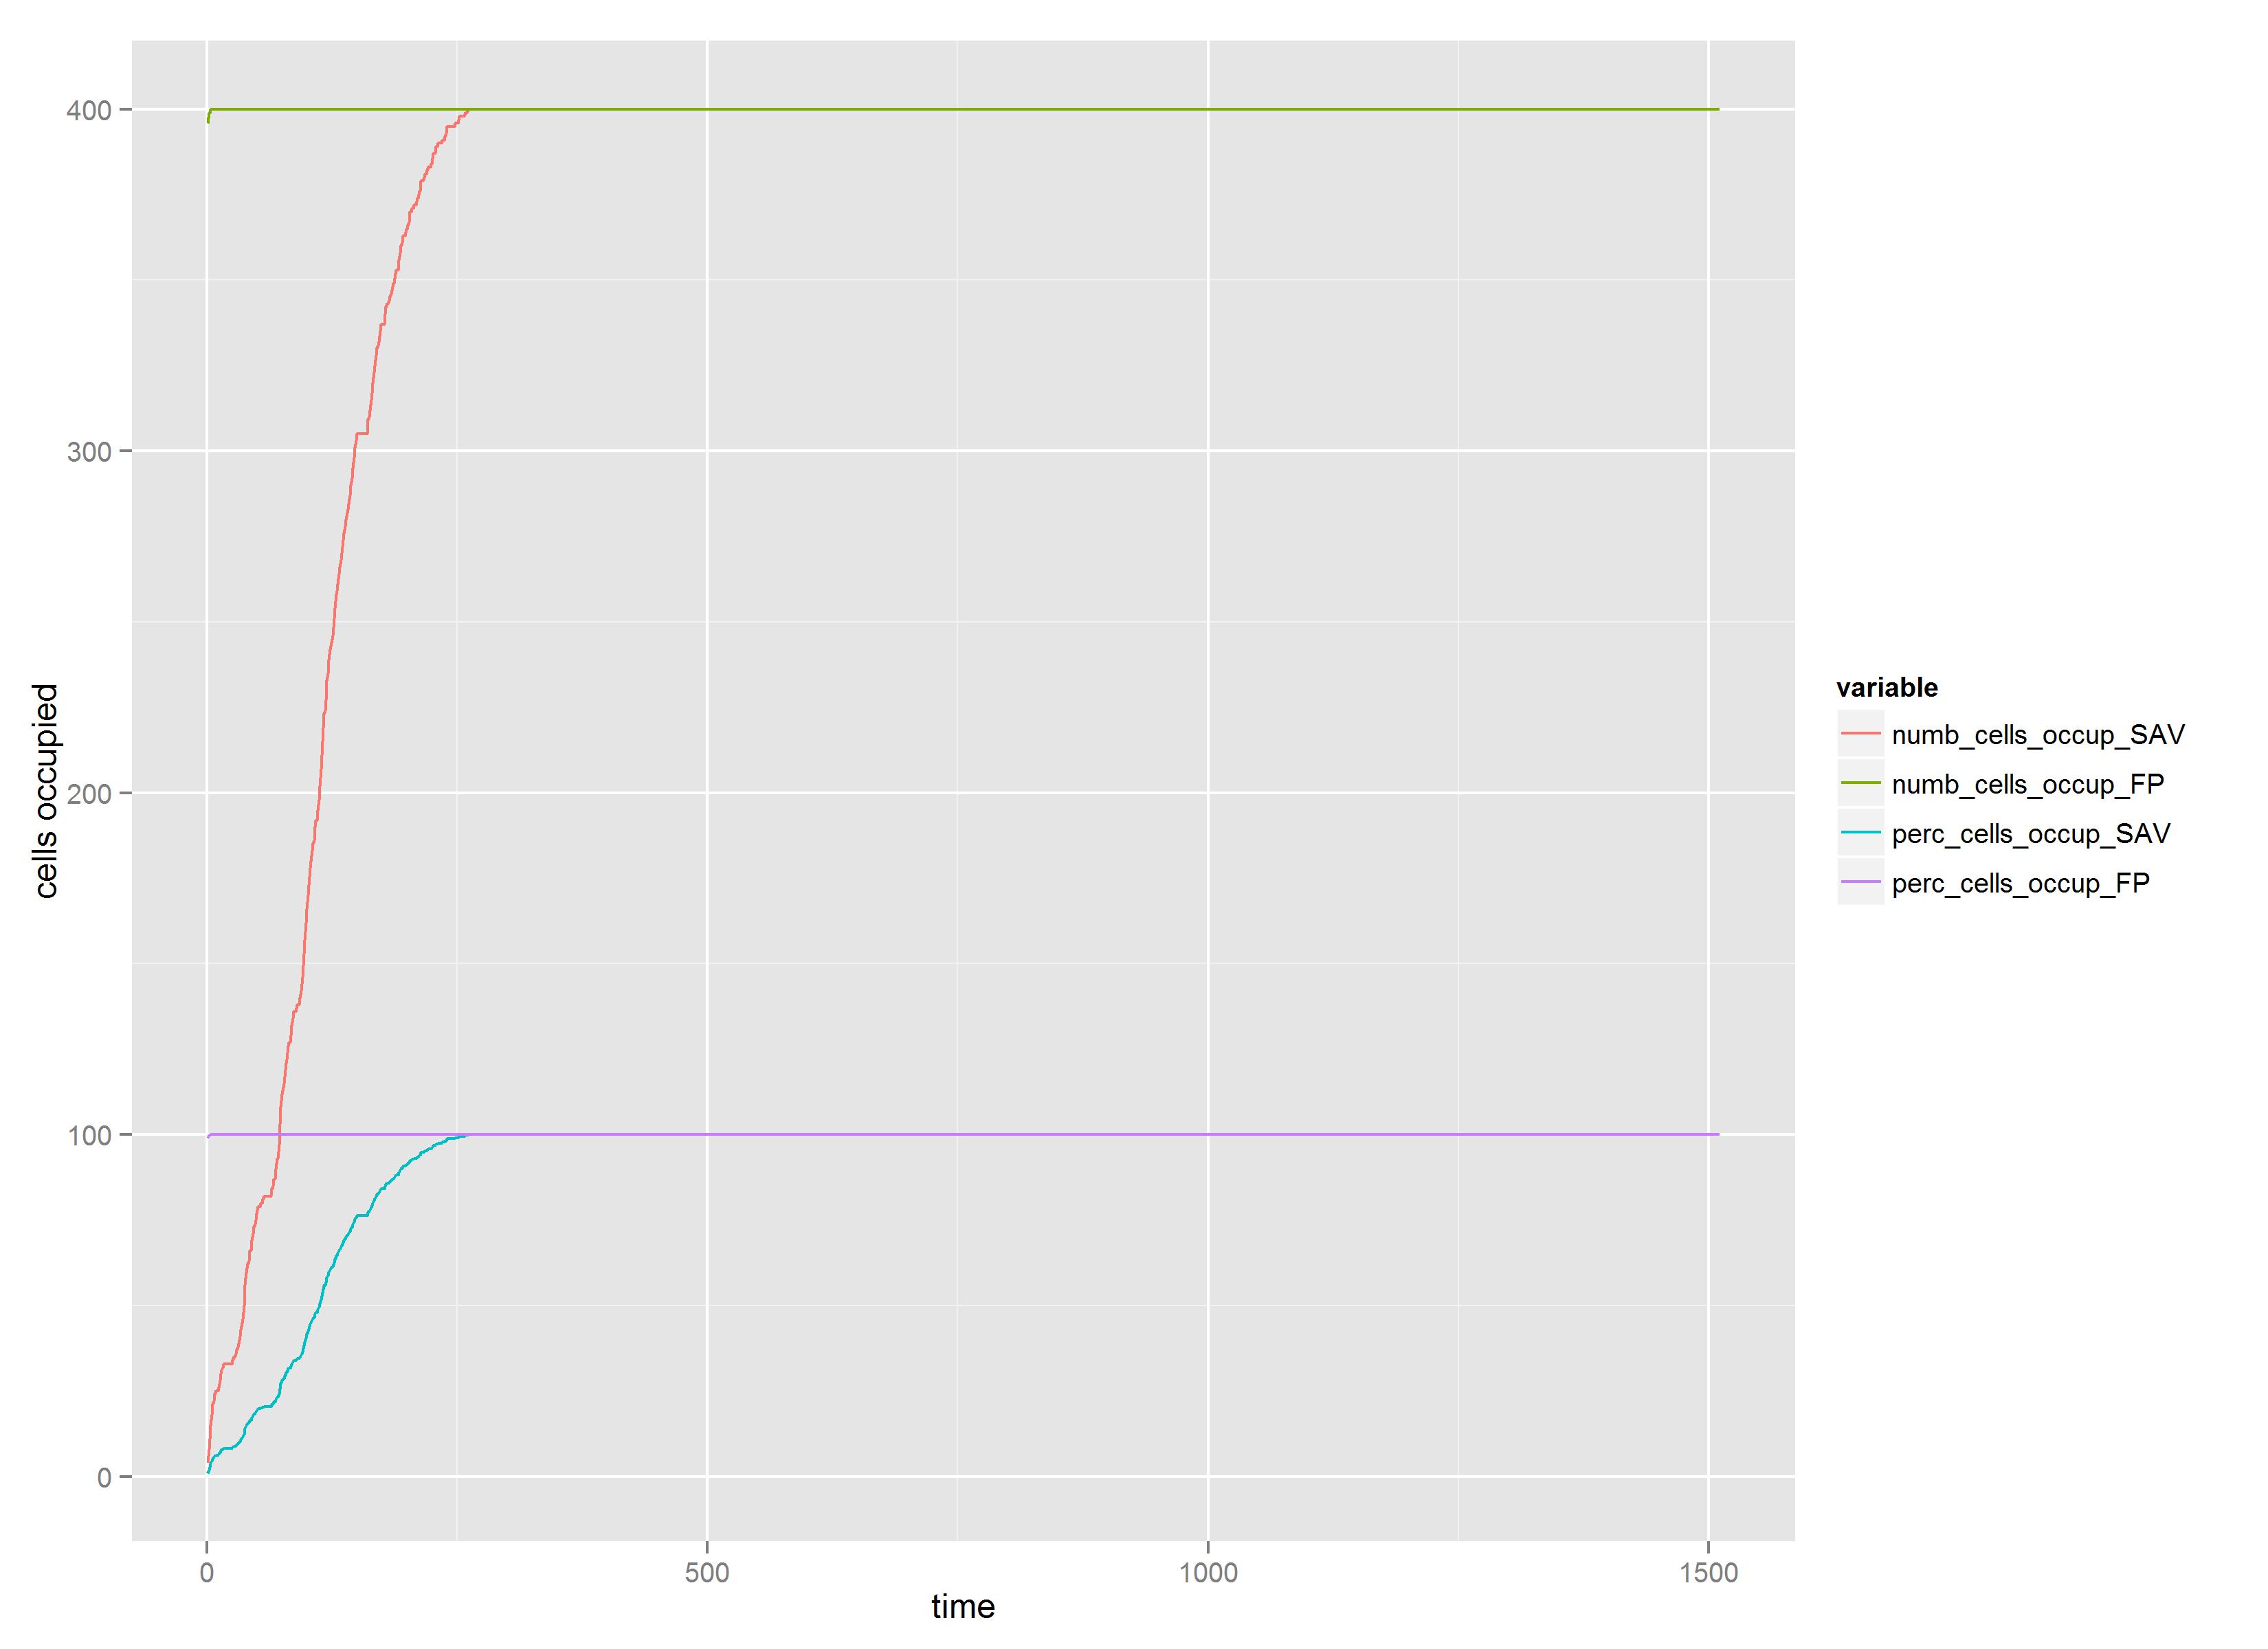 400
300
200
100
0
cells occupied
0 500 1000 1500
time
variable
numb_cells_occup_SAV
numb_cells_occup_FP
perc_cells_occup_SAV
perc_cells_occup_FP